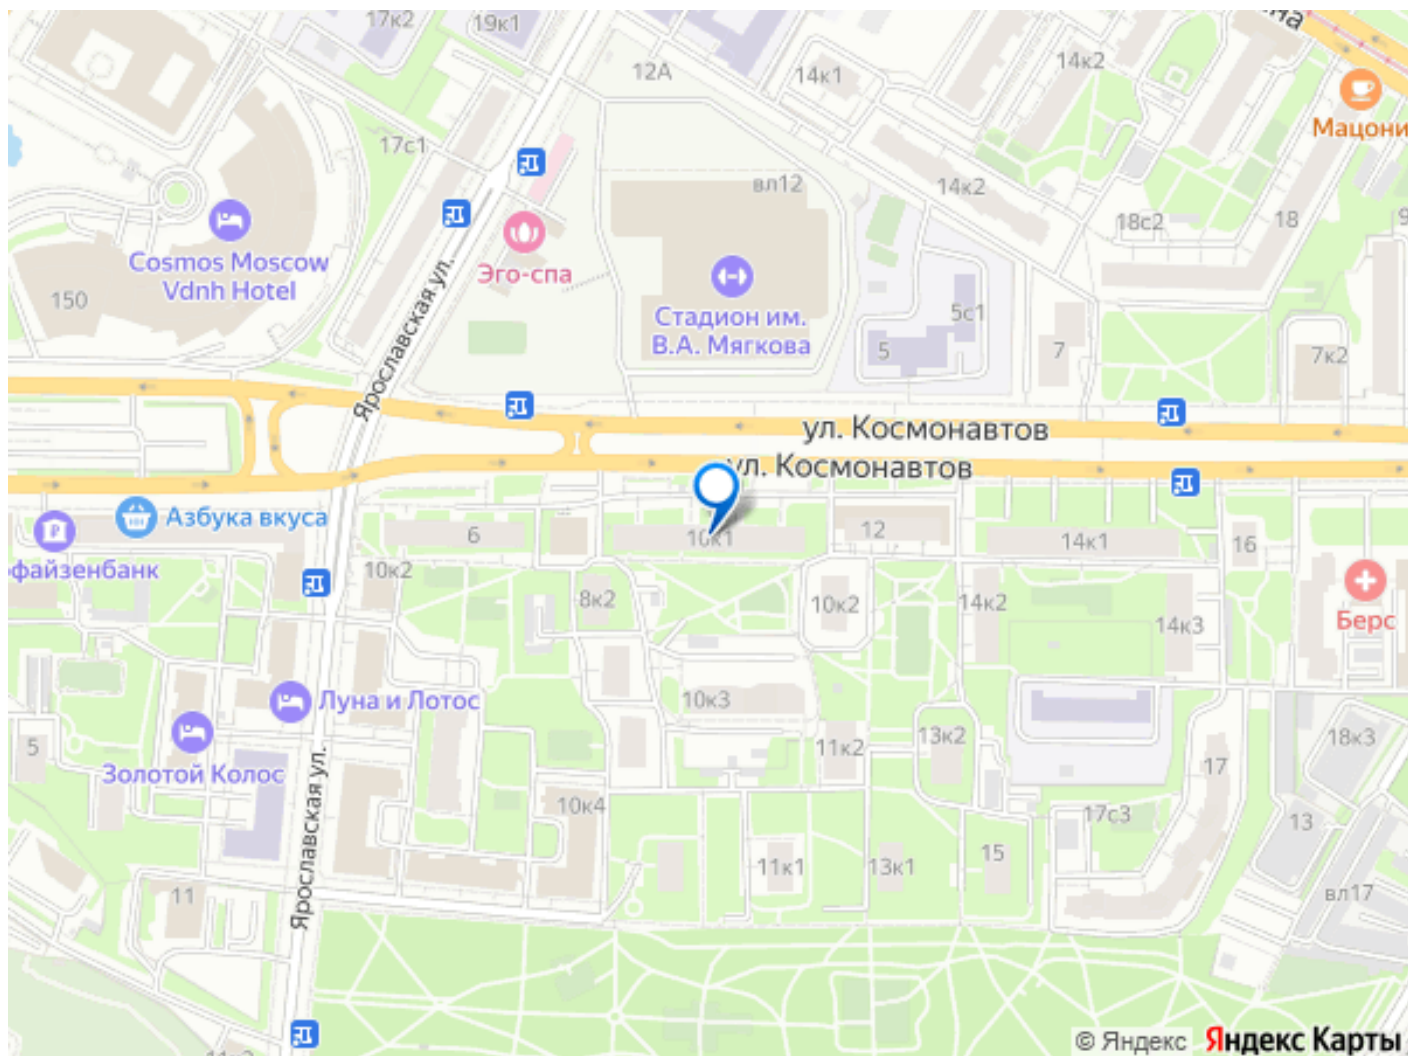 17к2
19к1
12А
14к1
14к2
Мацони
17с1
вл12
14к2
18с2
18
9
Cosmos Moscow
Vdnh Hotel
150
Эго-спа
Ярославская ул.
Стадион им.
В.А. Мягкова
5с1
5
7
7к2
ул. Космонавтов
ул. Космонавтов
Азбука вкуса
6
10к1
12
14к1
16
файзенбанк
10к2
8к2
10к2
14к2
14к3
Берс
Луна и Лотос
10к3
5
Золотой Колос
11к2
13к2
17
18к3
Ярославская ул.
10к4
17с3
13
11
11к1
13к1
15
вл17
© Яндекс
Яндекс Карты